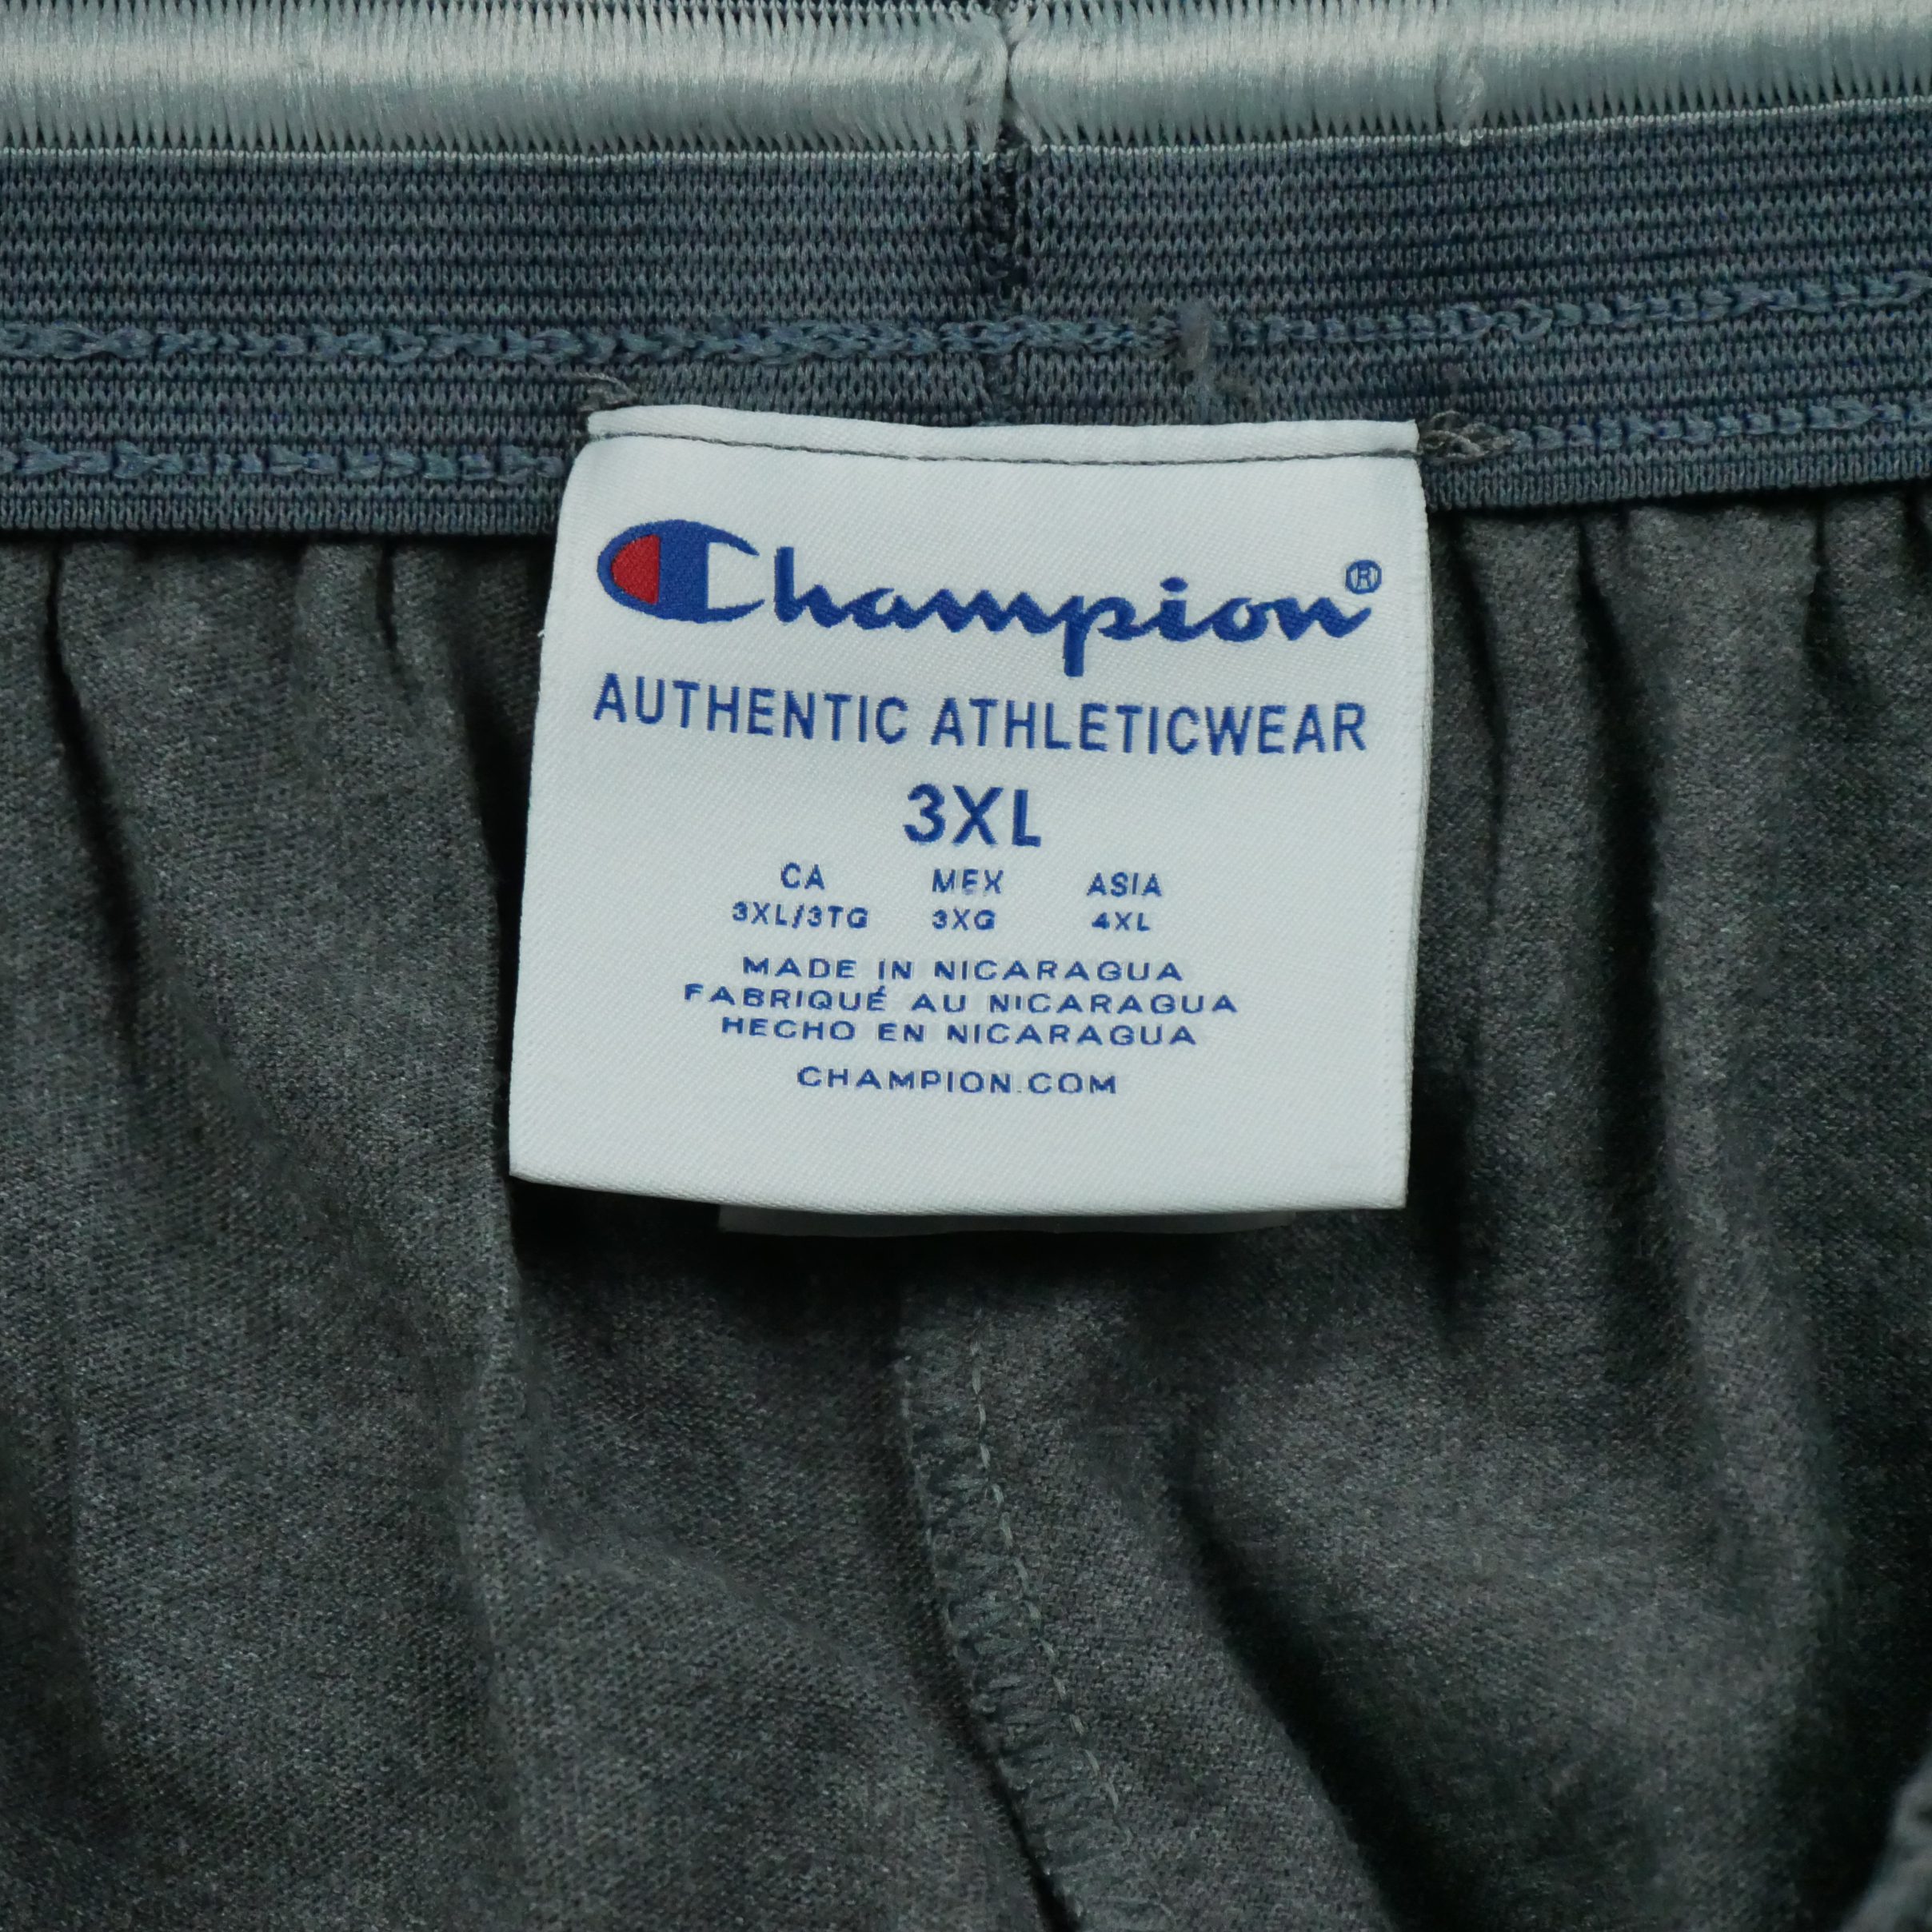 Champion®
AUTHENTIC ATHLETICWEAR
3XL
CA MEX ASIA
3XL/3TG 3XG 4XL
MADE IN NICARAGUA
FABRIQUÉ AU NICARAGUA
HECHO EN NICARAGUA
CHAMPION.COM